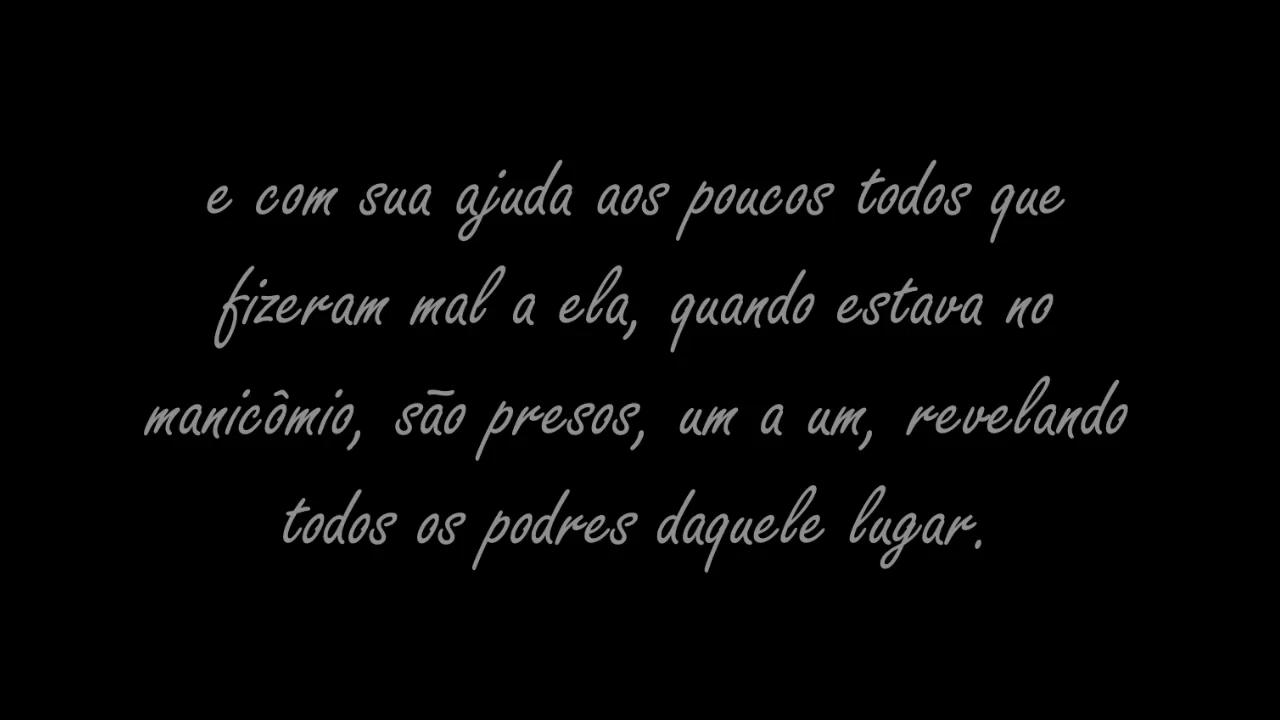 e com sua ajuda aos poucos todos que
fizeram mal a ela, quando estava no
manicômio, são presos, um a um, revelando
todos os podres daquele lugar.